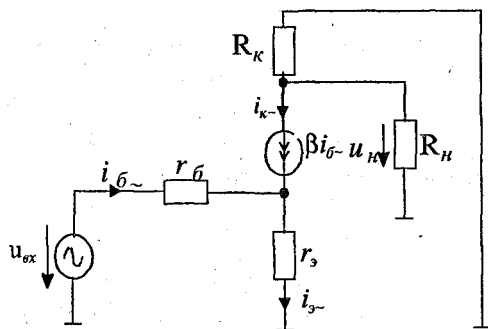 Rк
iк~
βiб~ uн Rн
iб~ rб
uвх
rэ
iэ~